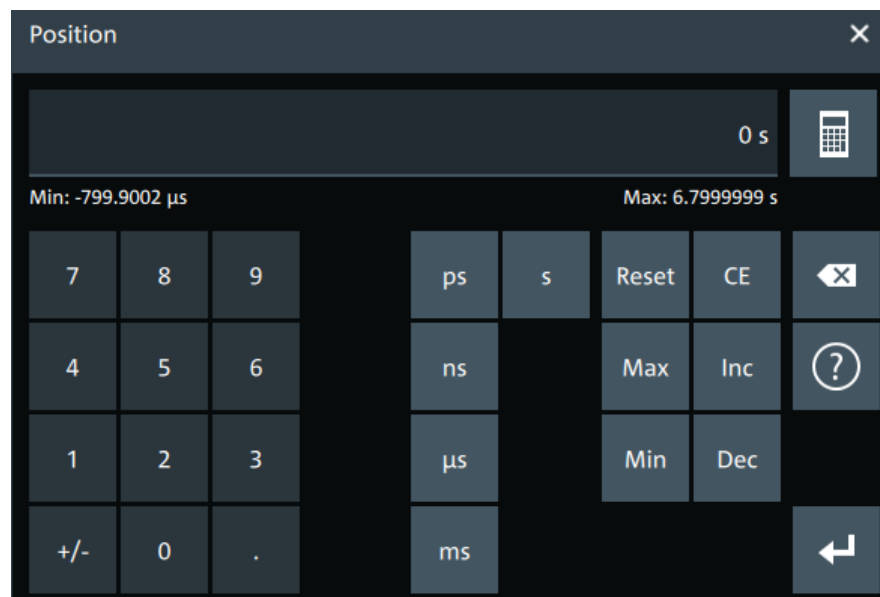 Position
0 s
Min: -799.9002 µs Max: 6.7999999 s
7 8 9 ps s Reset CE
4 5 6 ns Max Inc ?
1 2 3 µs Min Dec
+/- 0 . ms